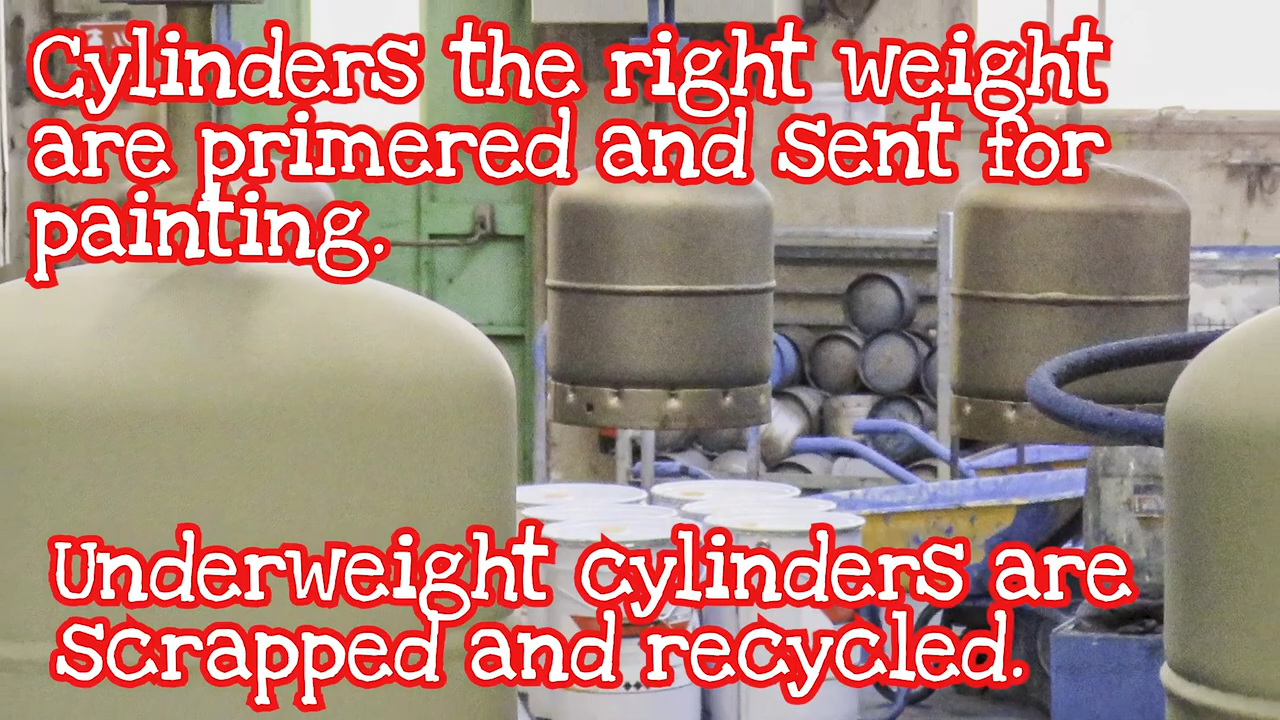 Cylinders the right weight
are primered and sent for
painting.
Underweight cylinders are
scrapped and recycled.